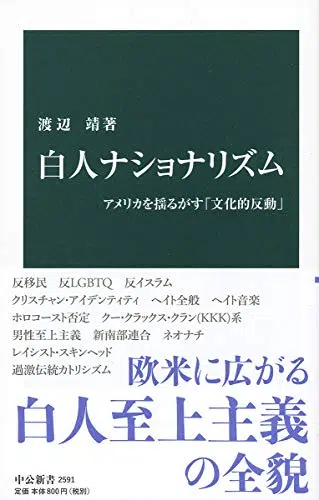 渡辺 靖著
白人ナショナリズム
アメリカを揺るがす「文化的反動」
反移民 反LGBTQ 反イスラム
クリスチャン・アイデンティティ ヘイト全般 ヘイト音楽
ホロコースト否定 クー・クラックス・クラン(KKK)系
男性至上主義 新南部連合 ネオナチ
レイシスト・スキンヘッド
過激伝統カトリシズム
欧米に広がる
白人至上主義
の全貌
中公新書 2591
定価 本体800円(税別)